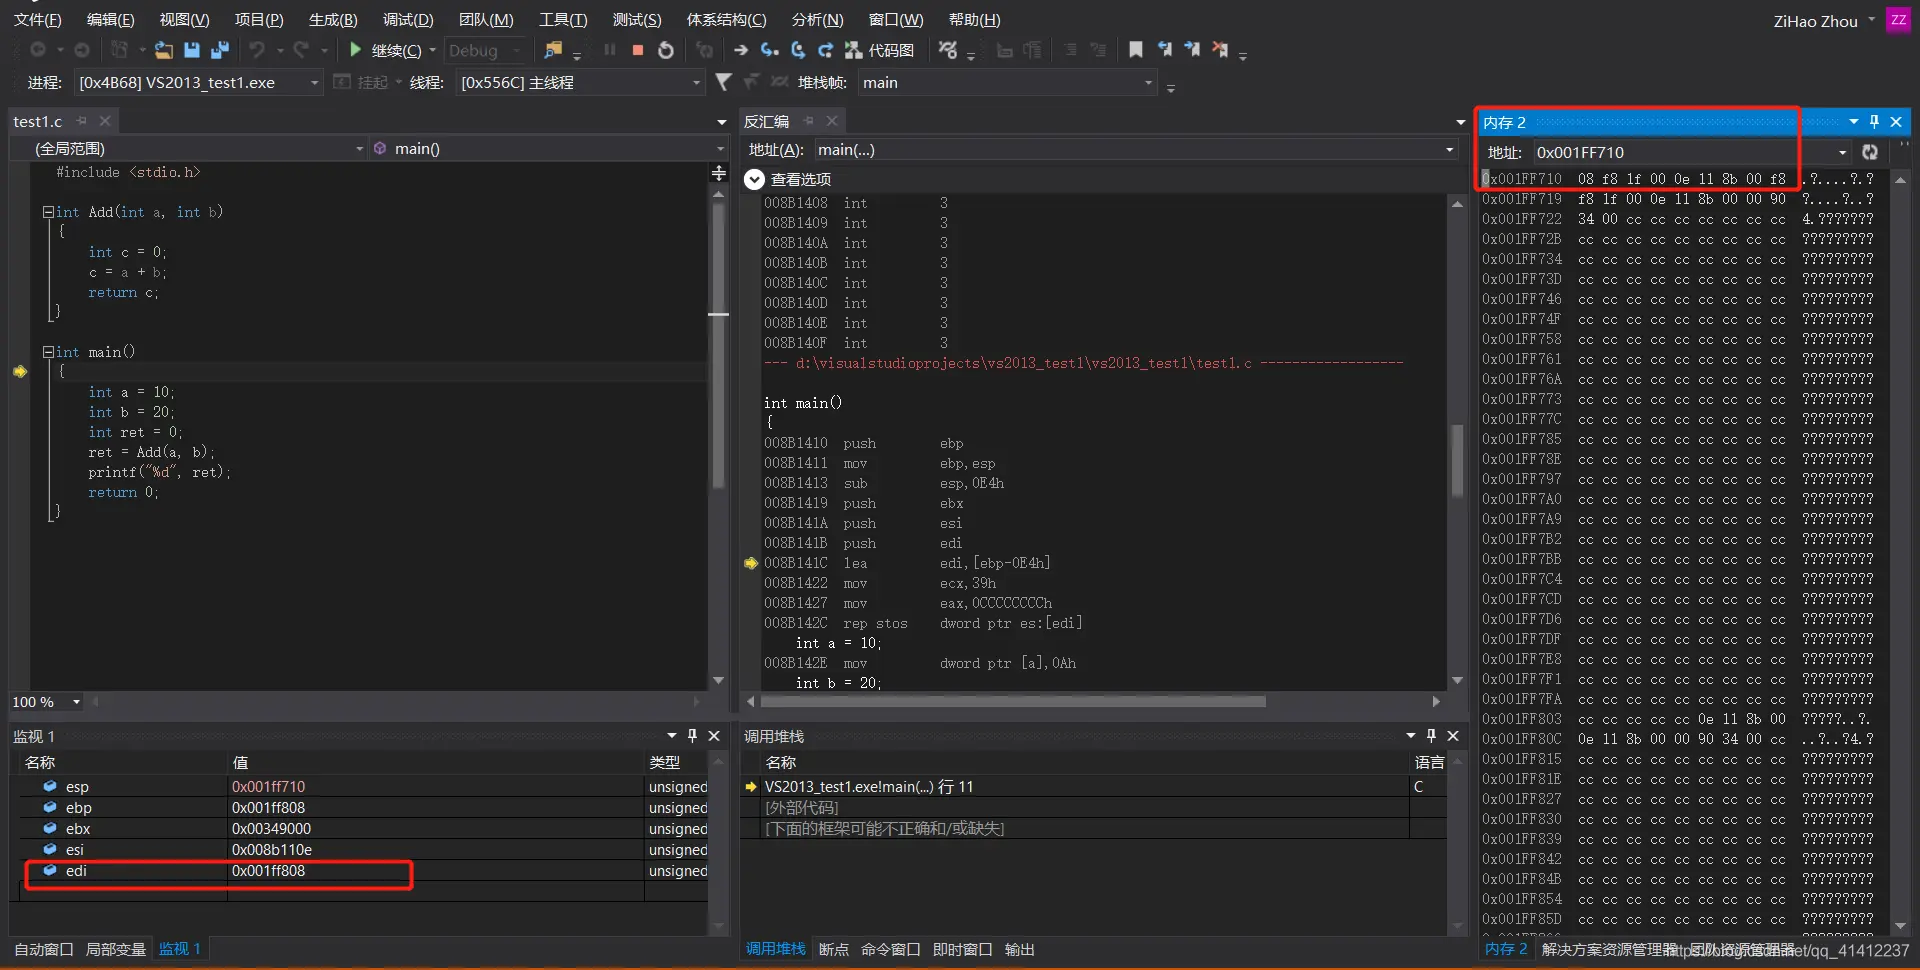 文件(F) 编辑(E) 视图(V) 项目(P) 生成(B) 调试(D) 团队(M) 工具(T) 测试(S) 体系结构(C) 分析(N) 窗口(W) 帮助(H) ZiHao Zhou ZZ
继续(C) Debug 代码图
进程: [0x4B68] VS2013_test1.exe 挂起 线程: [0x556C] 主线程 堆栈帧: main
test1.c
(全局范围) main()
#include <stdio.h>
int Add(int a, int b)
{
int c = 0;
c = a + b;
return c;
}
int main()
{
int a = 10;
int b = 20;
int ret = 0;
ret = Add(a, b);
printf("%d", ret);
return 0;
}
100 %
反汇编
地址(A): main(...)
查看选项
008B1408 int 3
008B1409 int 3
008B140A int 3
008B140B int 3
008B140C int 3
008B140D int 3
008B140E int 3
008B140F int 3
--- d:\visualstudioprojects\vs2013_test1\vs2013_test1\test1.c ------------------
int main()
{
008B1410 push ebp
008B1411 mov ebp,esp
008B1413 sub esp,0E4h
008B1419 push ebx
008B141A push esi
008B141B push edi
008B141C lea edi,[ebp-0E4h]
008B1422 mov ecx,39h
008B1427 mov eax,0CCCCCCCCh
008B142C rep stos dword ptr es:[edi]
int a = 10;
008B142E mov dword ptr [a],0Ah
int b = 20;
内存 2
地址: 0x001FF710
0x001FF710 08 f8 1f 00 0e 11 8b 00 f8 .?....?.?
0x001FF719 f8 1f 00 0e 11 8b 00 00 90 ?....?..?
0x001FF722 34 00 cc cc cc cc cc cc cc 4.???????
0x001FF72B cc cc cc cc cc cc cc cc cc ?????????
0x001FF734 cc cc cc cc cc cc cc cc cc ?????????
0x001FF73D cc cc cc cc cc cc cc cc cc ?????????
0x001FF746 cc cc cc cc cc cc cc cc cc ?????????
0x001FF74F cc cc cc cc cc cc cc cc cc ?????????
0x001FF758 cc cc cc cc cc cc cc cc cc ?????????
0x001FF761 cc cc cc cc cc cc cc cc cc ?????????
0x001FF76A cc cc cc cc cc cc cc cc cc ?????????
0x001FF773 cc cc cc cc cc cc cc cc cc ?????????
0x001FF77C cc cc cc cc cc cc cc cc cc ?????????
0x001FF785 cc cc cc cc cc cc cc cc cc ?????????
0x001FF78E cc cc cc cc cc cc cc cc cc ?????????
0x001FF797 cc cc cc cc cc cc cc cc cc ?????????
0x001FF7A0 cc cc cc cc cc cc cc cc cc ?????????
0x001FF7A9 cc cc cc cc cc cc cc cc cc ?????????
0x001FF7B2 cc cc cc cc cc cc cc cc cc ?????????
0x001FF7BB cc cc cc cc cc cc cc cc cc ?????????
0x001FF7C4 cc cc cc cc cc cc cc cc cc ?????????
0x001FF7CD cc cc cc cc cc cc cc cc cc ?????????
0x001FF7D6 cc cc cc cc cc cc cc cc cc ?????????
0x001FF7DF cc cc cc cc cc cc cc cc cc ?????????
0x001FF7E8 cc cc cc cc cc cc cc cc cc ?????????
0x001FF7F1 cc cc cc cc cc cc cc cc cc ?????????
0x001FF7FA cc cc cc cc cc cc cc cc cc ?????????
0x001FF803 cc cc cc cc cc 0e 11 8b 00 ?????..?.
0x001FF80C 0e 11 8b 00 00 90 34 00 cc ..?..?4.?
0x001FF815 cc cc cc cc cc cc cc cc cc ?????????
0x001FF81E cc cc cc cc cc cc cc cc cc ?????????
0x001FF827 cc cc cc cc cc cc cc cc cc ?????????
0x001FF830 cc cc cc cc cc cc cc cc cc ?????????
0x001FF839 cc cc cc cc cc cc cc cc cc ?????????
0x001FF842 cc cc cc cc cc cc cc cc cc ?????????
0x001FF84B cc cc cc cc cc cc cc cc cc ?????????
0x001FF854 cc cc cc cc cc cc cc cc cc ?????????
0x001FF85D cc cc cc cc cc cc cc cc cc ?????????
监视 1
名称 值 类型
esp 0x001ff710 unsigned
ebp 0x001ff808 unsigned
ebx 0x00349000 unsigned
esi 0x008b110e unsigned
edi 0x001ff808 unsigned
自动窗口 局部变量 监视 1
调用堆栈
名称 语言
VS2013_test1.exe!main(...) 行 11 C
[外部代码]
[下面的框架可能不正确和/或缺失]
调用堆栈 断点 命令窗口 即时窗口 输出
内存 2 解决方案资源管理器 团队资源管理器
https://blog.csdn.net/qq_41412237